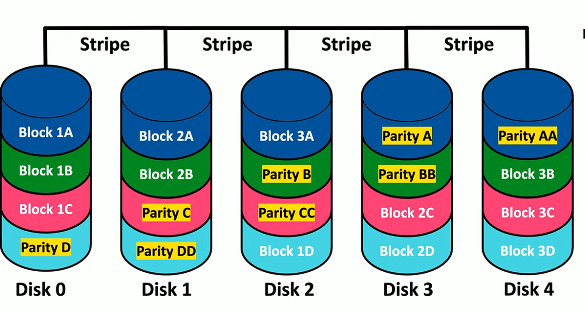 Stripe Stripe Stripe Stripe
Block 1A Block 2A Block 3A Parity A Parity AA
Block 1B Block 2B Parity B Parity BB Block 3B
Block 1C Parity C Parity CC Block 2C Block 3C
Parity D Parity DD Block 1D Block 2D Block 3D
Disk 0 Disk 1 Disk 2 Disk 3 Disk 4